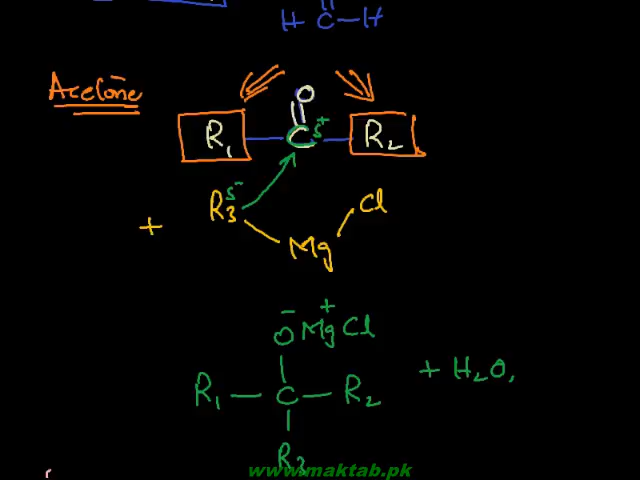 H C—H
Acetone
O
R₁ C δ⁺ R₂
R₃ δ⁻ Cl
+ Mg
O⁻ Mg⁺ Cl
R₁ — C — R₂ + H₂O,
R₃
www.maktab.pk